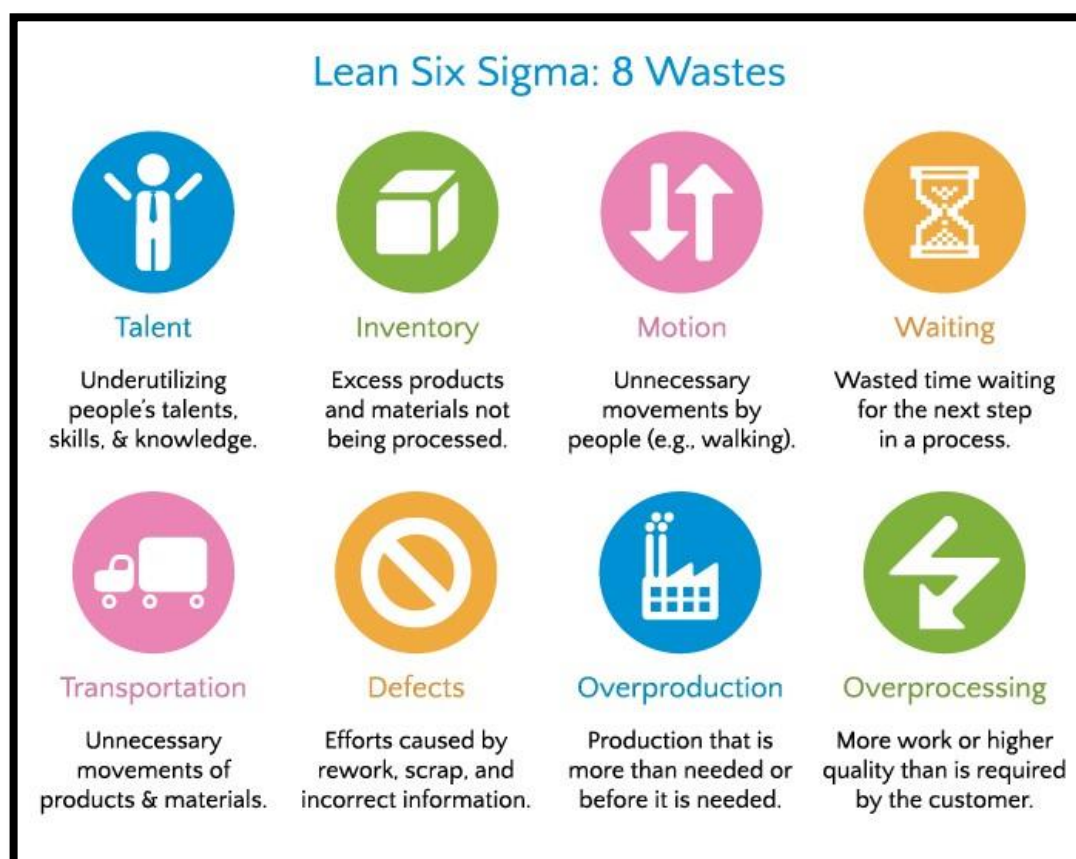 Lean Six Sigma: 8 Wastes
Talent
Underutilizing
people's talents,
skills, & knowledge.
Inventory
Excess products
and materials not
being processed.
Motion
Unnecessary
movements by
people (e.g., walking).
Waiting
Wasted time waiting
for the next step
in a process.
Transportation
Unnecessary
movements of
products & materials.
Defects
Efforts caused by
rework, scrap, and
incorrect information.
Overproduction
Production that is
more than needed or
before it is needed.
Overprocessing
More work or higher
quality than is required
by the customer.